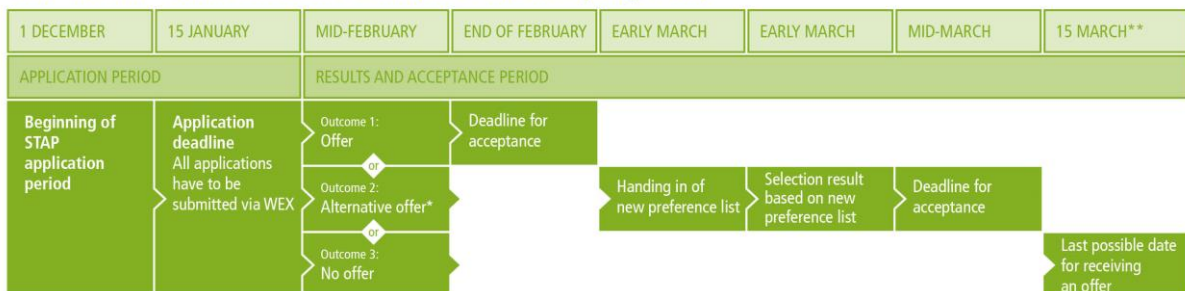 1 DECEMBER
15 JANUARY
MID-FEBRUARY
END OF FEBRUARY
EARLY MARCH
EARLY MARCH
MID-MARCH
15 MARCH**
APPLICATION PERIOD
RESULTS AND ACCEPTANCE PERIOD
Beginning of
STAP
application
period
Application
deadline
All applications
have to be
submitted via WEX
Outcome 1:
Offer
Deadline for
acceptance
or
Outcome 2:
Alternative offer*
Handing in of
new preference list
Selection result
based on new
preference list
Deadline for
acceptance
or
Outcome 3:
No offer
Last possible date
for receiving
an offer